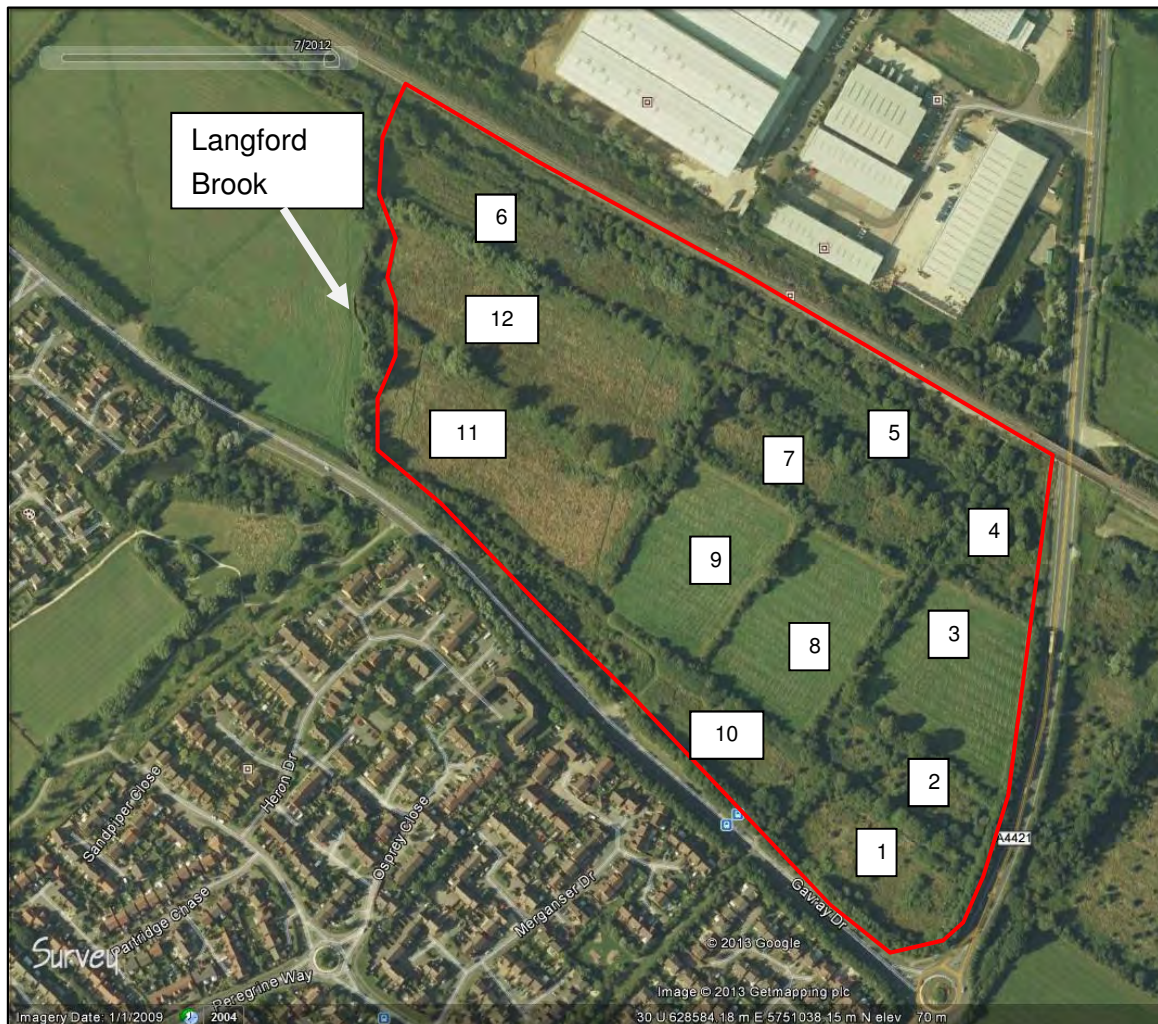 7/2012
Langford
Brook
6
12
11
5
7
4
9
3
8
10
2
1
A4421
Gavray Dr
Heron Dr
Sandpiper Close
Osprey Close
Merganser Dr
Partridge Chase
Peregrine Way
© 2013 Google
Survey
Image © 2013 Getmapping plc
Imagery Date: 1/1/2009 2004 30 U 628584.18 m E 5751038.15 m N elev 70 m